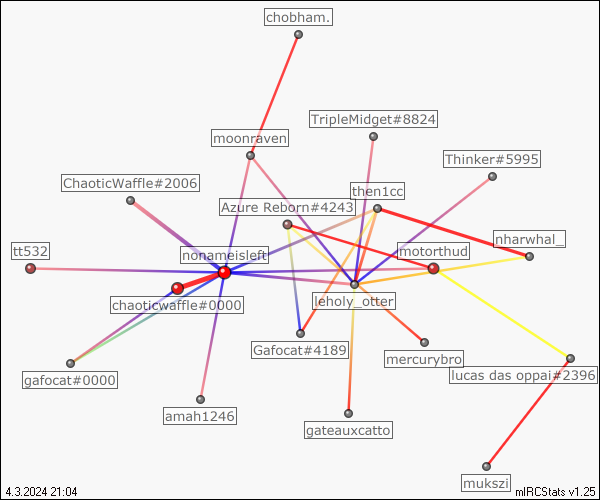 chobham.
TripleMidget#8824
moonraven
Thinker#5995
ChaoticWaffle#2006
then1cc
Azure Reborn#4243
nharwhal_
tt532
nonameisleft
motorthud
chaoticwaffle#0000
leholy_otter
Gafocat#4189
mercurybro
gafocat#0000
lucas das oppai#2396
amah1246
gateauxcatto
mukszi
4.3.2024 21:04
mIRCStats v1.25